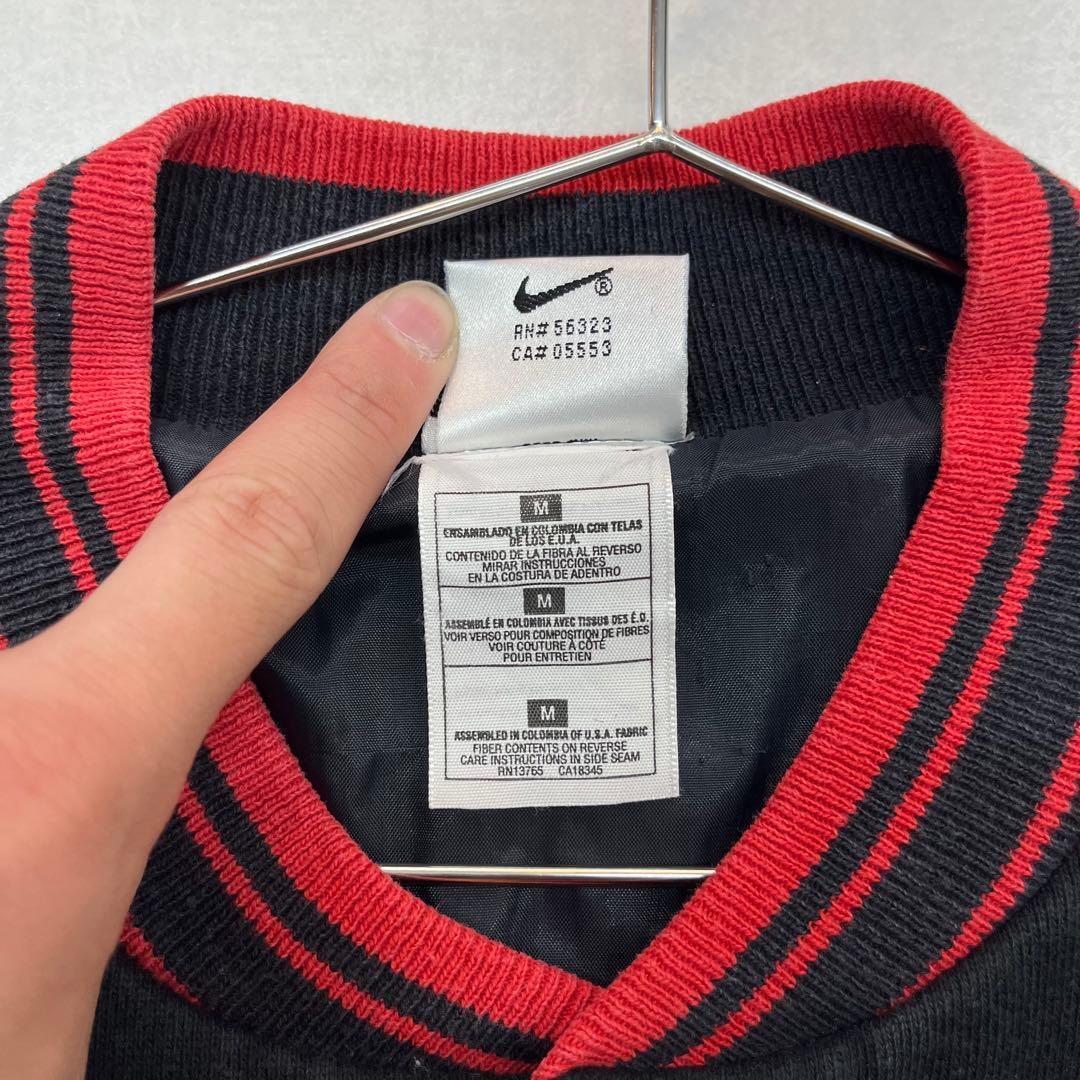 ®
RN# 56323
CA# 05553
M
ENSAMBLADO EN COLOMBIA CON TELAS
DE LOS E.U.A.
CONTENIDO DE LA FIBRA AL REVERSO
MIRAR INSTRUCCIONES
EN LA COSTURA DE ADENTRO
M
ASSEMBLÉ EN COLOMBIA AVEC TISSUS DES É.U.
VOIR VERSO POUR COMPOSITION DE FIBRES
VOIR COUTURE À CÔTÉ
POUR ENTRETIEN
M
ASSEMBLED IN COLOMBIA OF U.S.A. FABRIC
FIBER CONTENTS ON REVERSE
CARE INSTRUCTIONS IN SIDE SEAM
RN13765 CA18345